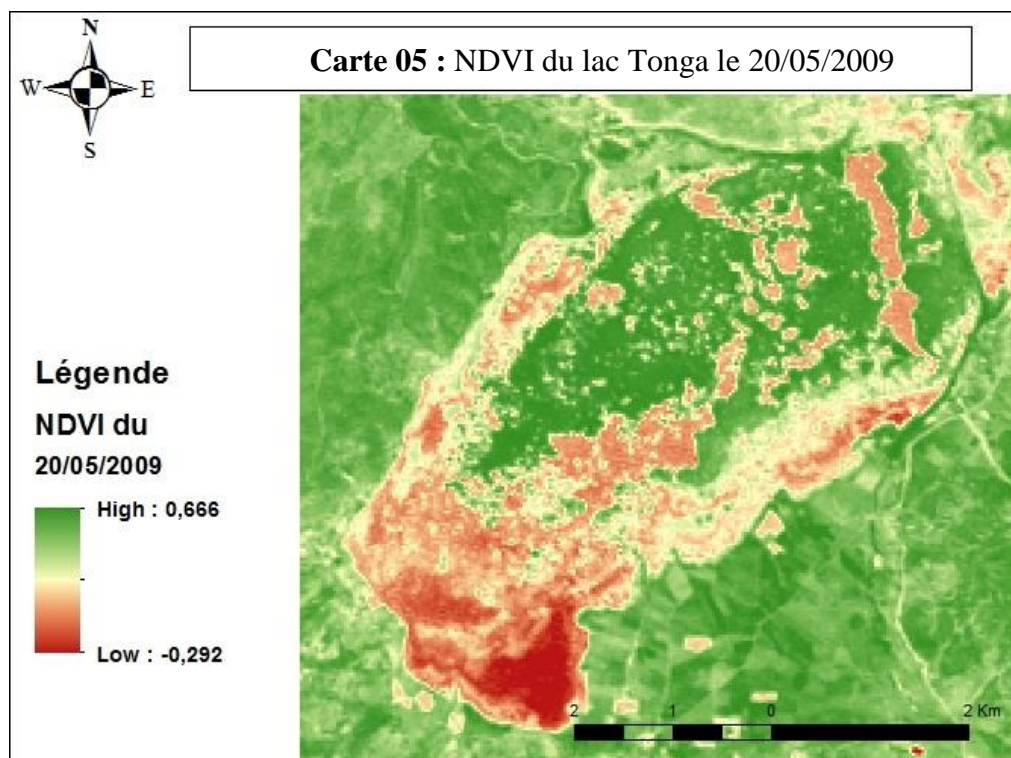 N
W E
S
Carte 05 : NDVI du lac Tonga le 20/05/2009
Légende
NDVI du
20/05/2009
High : 0,666
Low : -0,292
2 1 0 2 Km